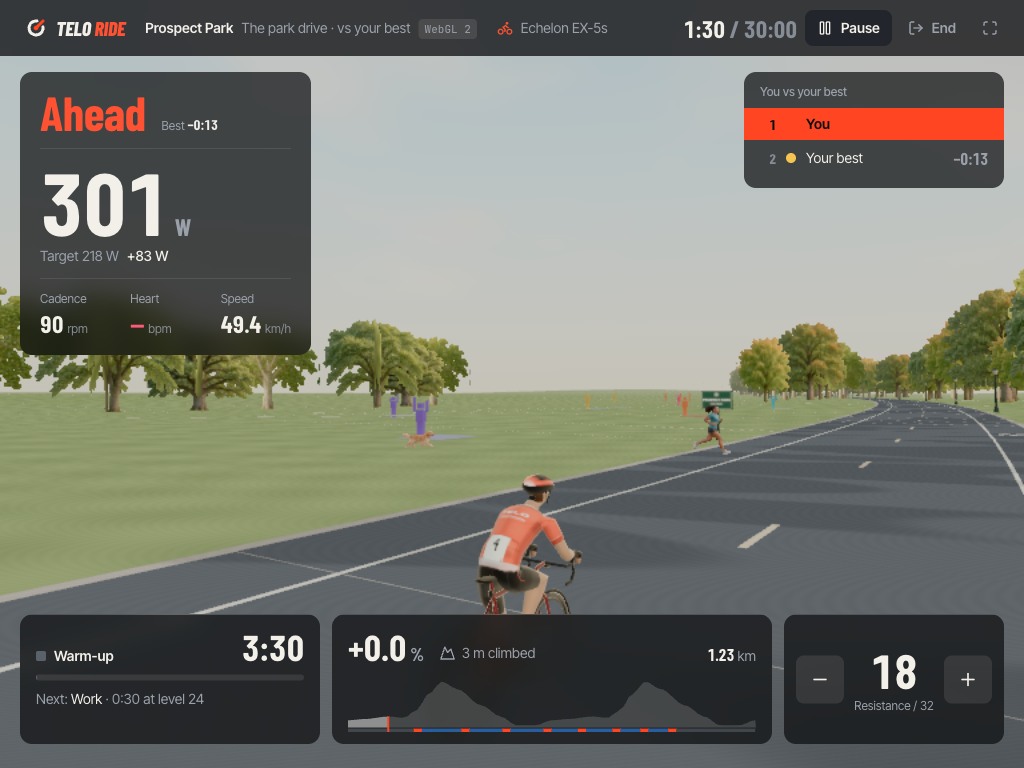 TELO RIDE Prospect Park The park drive · vs your best WebGL 2 Echelon EX-5s 1:30 / 30:00 Pause End
Ahead Best −0:13
301 W
Target 218 W +83 W
Cadence Heart Speed
90 rpm — bpm 49.4 km/h
You vs your best
1 You
2 Your best −0:13
4
Warm-up 3:30
Next: Work · 0:30 at level 24
+0.0 % 3 m climbed 1.23 km
− 18 +
Resistance / 32